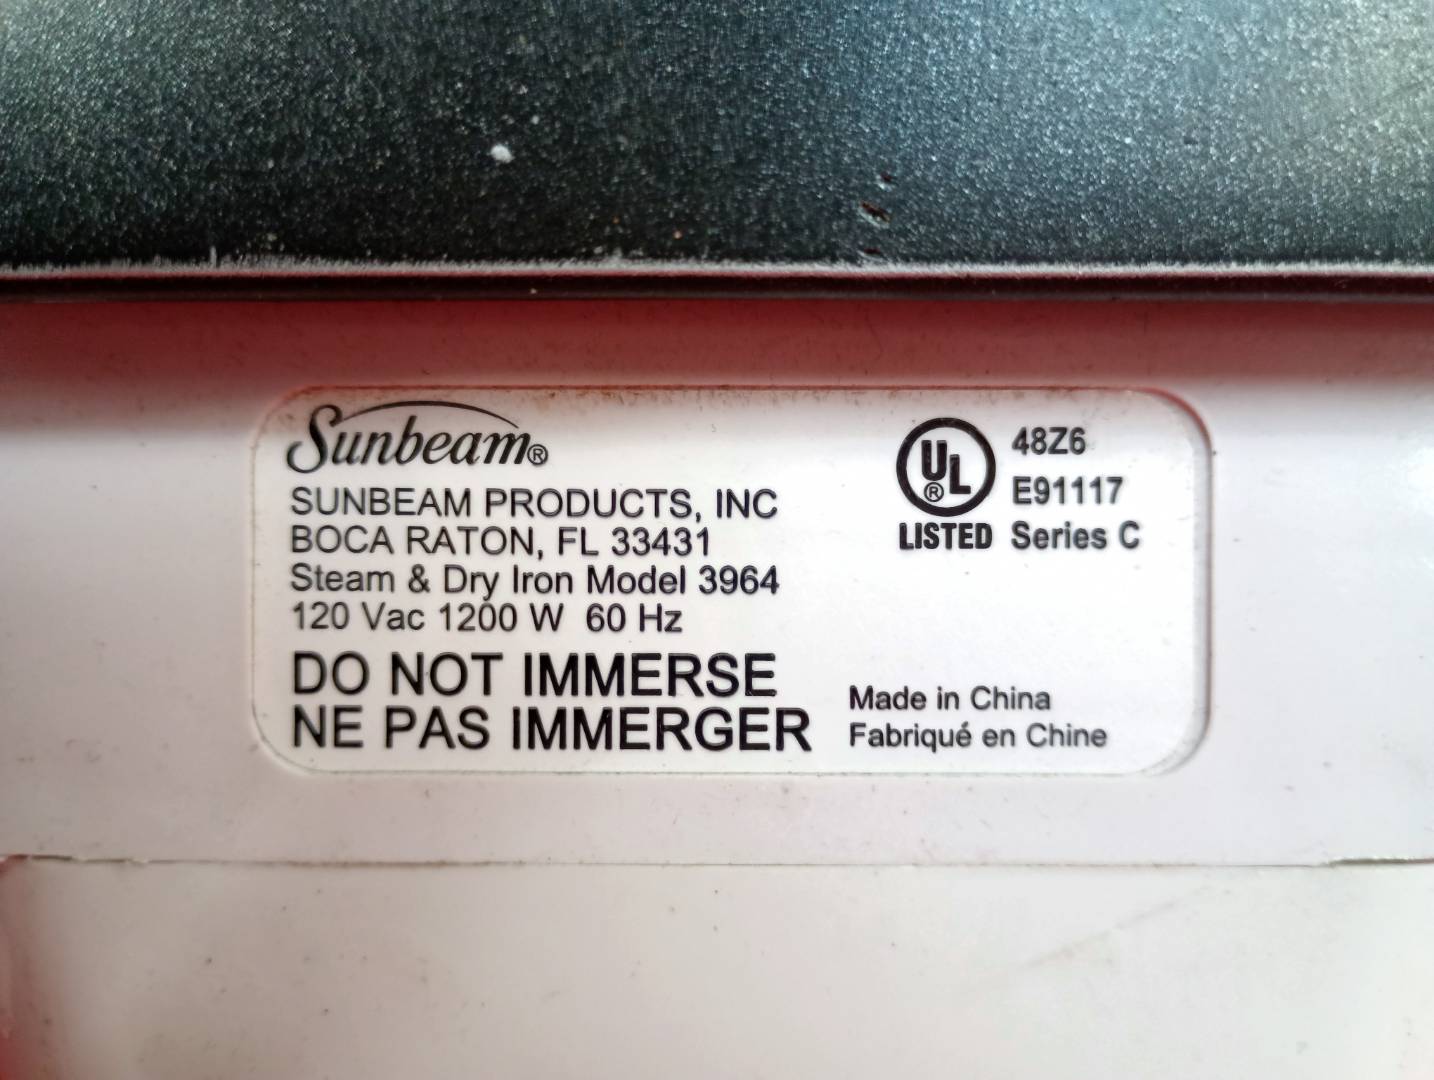 Sunbeam®
SUNBEAM PRODUCTS, INC
BOCA RATON, FL 33431
Steam & Dry Iron Model 3964
120 Vac 1200 W 60 Hz
DO NOT IMMERSE
NE PAS IMMERGER
UL®
LISTED
48Z6
E91117
Series C
Made in China
Fabriqué en Chine